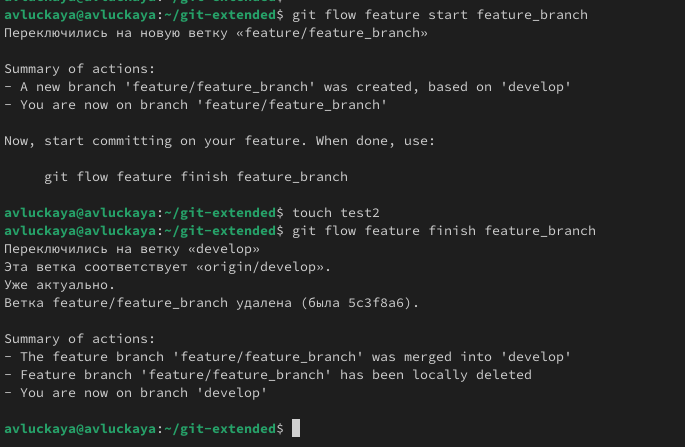 avluckaya@avluckaya:~/git-extended$ git flow feature start feature_branch
Переключились на новую ветку «feature/feature_branch»
Summary of actions:
- A new branch 'feature/feature_branch' was created, based on 'develop'
- You are now on branch 'feature/feature_branch'
Now, start committing on your feature. When done, use:
git flow feature finish feature_branch
avluckaya@avluckaya:~/git-extended$ touch test2
avluckaya@avluckaya:~/git-extended$ git flow feature finish feature_branch
Переключились на ветку «develop»
Эта ветка соответствует «origin/develop».
Уже актуально.
Ветка feature/feature_branch удалена (была 5c3f8a6).
Summary of actions:
- The feature branch 'feature/feature_branch' was merged into 'develop'
- Feature branch 'feature/feature_branch' has been locally deleted
- You are now on branch 'develop'
avluckaya@avluckaya:~/git-extended$